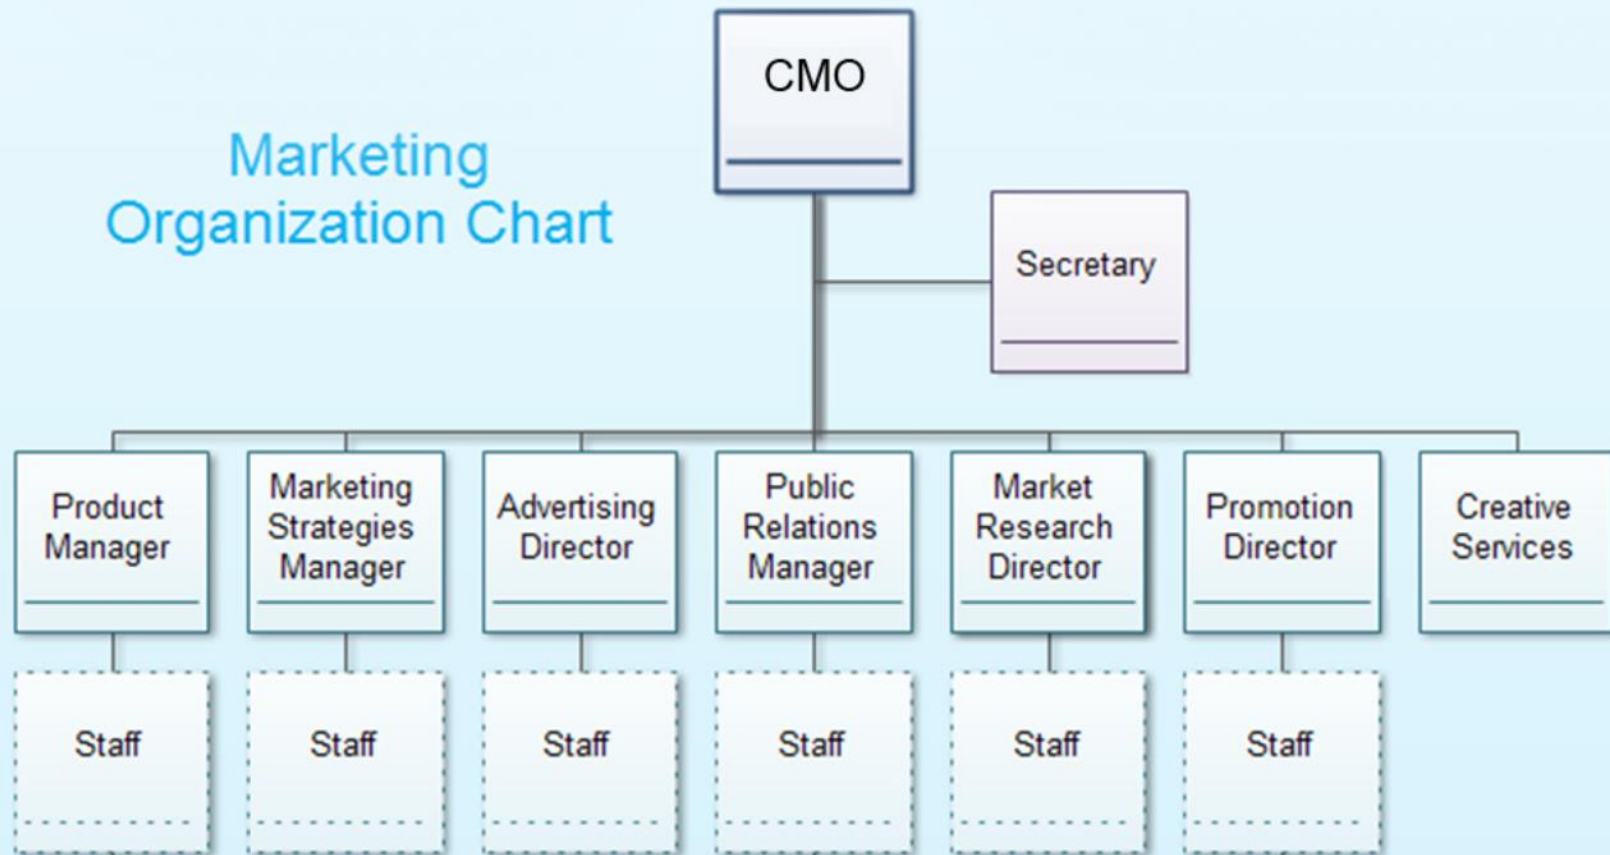 CMO
Marketing
Organization Chart
Secretary
Product
Manager
Marketing
Strategies
Manager
Advertising
Director
Public
Relations
Manager
Market
Research
Director
Promotion
Director
Creative
Services
Staff
Staff
Staff
Staff
Staff
Staff